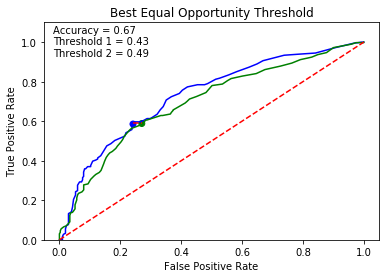 Best Equal Opportunity Threshold
Accuracy = 0.67
Threshold 1 = 0.43
Threshold 2 = 0.49
True Positive Rate
1.0
0.8
0.6
0.4
0.2
0.0
0.0 0.2 0.4 0.6 0.8 1.0
False Positive Rate